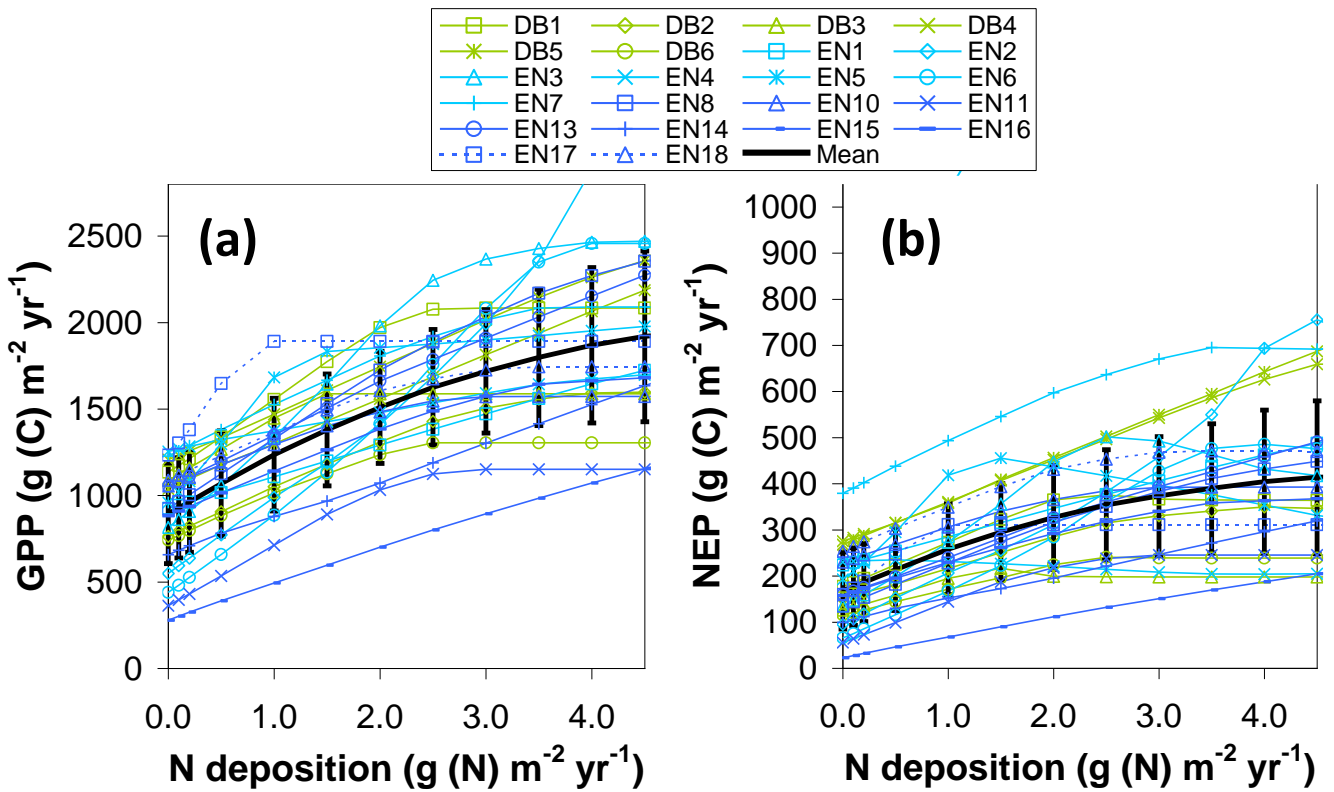 DB1 DB2 DB3 DB4
DB5 DB6 EN1 EN2
EN3 EN4 EN5 EN6
EN7 EN8 EN10 EN11
EN13 EN14 EN15 EN16
EN17 EN18 Mean
(a)
GPP (g (C) m⁻² yr⁻¹)
2500
2000
1500
1000
500
0
0.0 1.0 2.0 3.0 4.0
N deposition (g (N) m⁻² yr⁻¹)
(b)
NEP (g (C) m⁻² yr⁻¹)
1000
900
800
700
600
500
400
300
200
100
0
0.0 1.0 2.0 3.0 4.0
N deposition (g (N) m⁻² yr⁻¹)